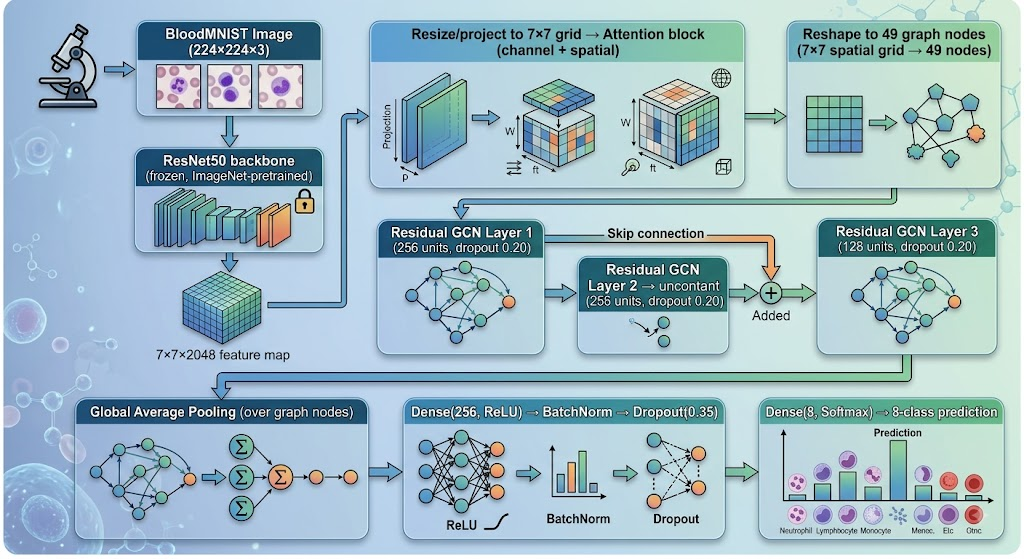 BloodMNIST Image
(224×224×3)
ResNet50 backbone
(frozen, ImageNet-pretrained)
7×7×2048 feature map
Resize/project to 7×7 grid → Attention block
(channel + spatial)
Projection
p
W
ft
W
ft
Reshape to 49 graph nodes
(7×7 spatial grid → 49 nodes)
Residual GCN Layer 1
(256 units, dropout 0.20)
Skip connection
Residual GCN
Layer 2 → uncontant
(256 units, dropout 0.20)
+
Added
Residual GCN Layer 3
(128 units, dropout 0.20)
Global Average Pooling (over graph nodes)
Σ
Σ
Σ
Σ
Dense(256, ReLU) → BatchNorm → Dropout(0.35)
ReLU
BatchNorm
Dropout
Dense(8, Softmax) → 8-class prediction
Prediction
Neutrophil Lymphbocyte Monocyte Menec. Elc Otnc